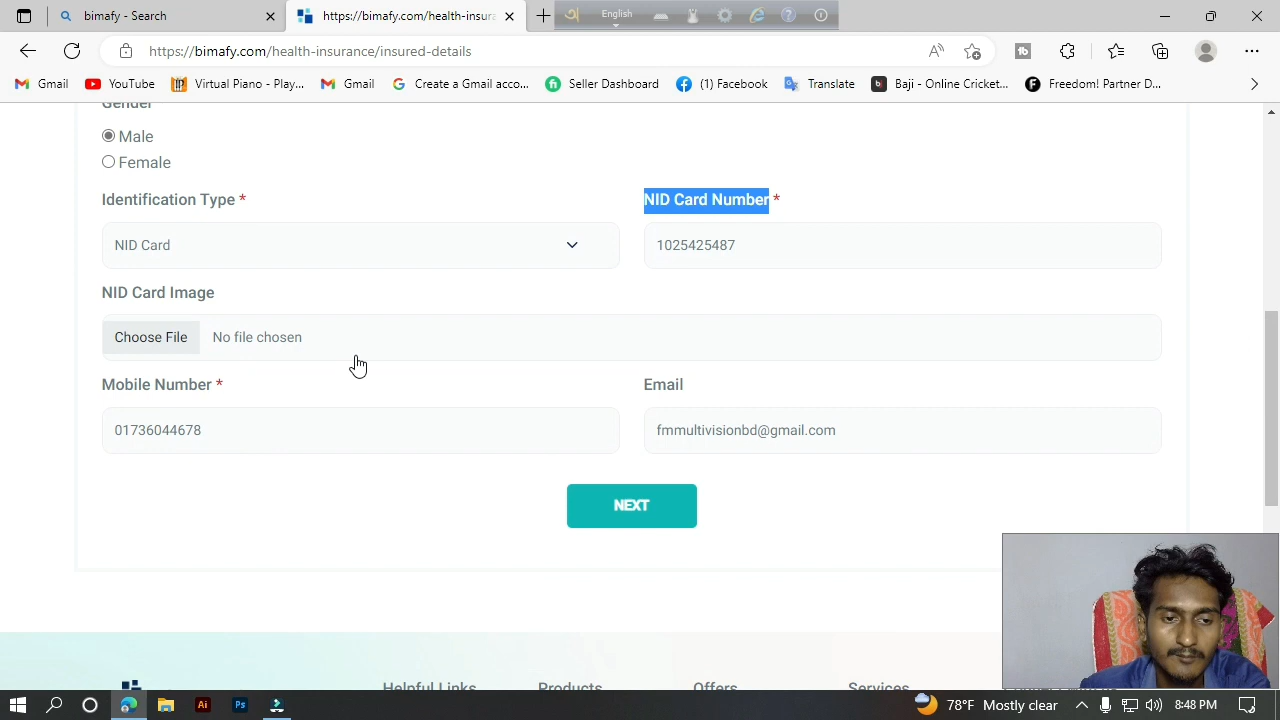 bimafy - Search
https://bimafy.com/health-insura
English
https://bimafy.com/health-insurance/insured-details
Gmail
YouTube
Virtual Piano - Play...
Gmail
Create a Gmail acco...
Seller Dashboard
(1) Facebook
Translate
Baji - Online Cricket...
Freedom! Partner D...
Gender
Male
Female
Identification Type *
NID Card Number *
NID Card
1025425487
NID Card Image
Choose File
No file chosen
Mobile Number *
Email
01736044678
fmmultivisionbd@gmail.com
NEXT
Helpful Links
Products
Offers
Services
78°F Mostly clear
8:48 PM